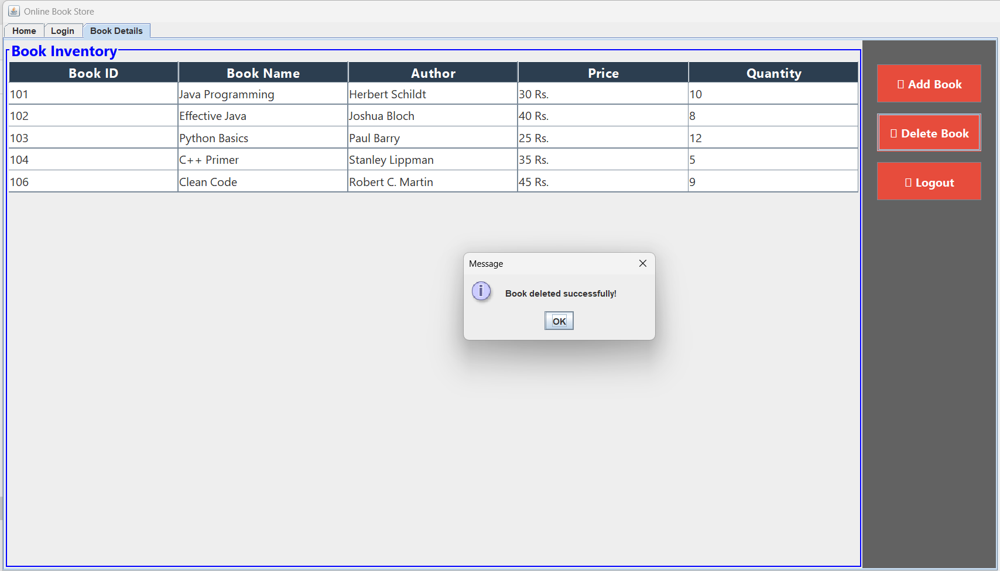 Online Book Store
Home Login Book Details
Book Inventory
Book ID Book Name Author Price Quantity
101 Java Programming Herbert Schildt 30 Rs. 10
102 Effective Java Joshua Bloch 40 Rs. 8
103 Python Basics Paul Barry 25 Rs. 12
104 C++ Primer Stanley Lippman 35 Rs. 5
106 Clean Code Robert C. Martin 45 Rs. 9
Add Book
Delete Book
Logout
Message
Book deleted successfully!
OK